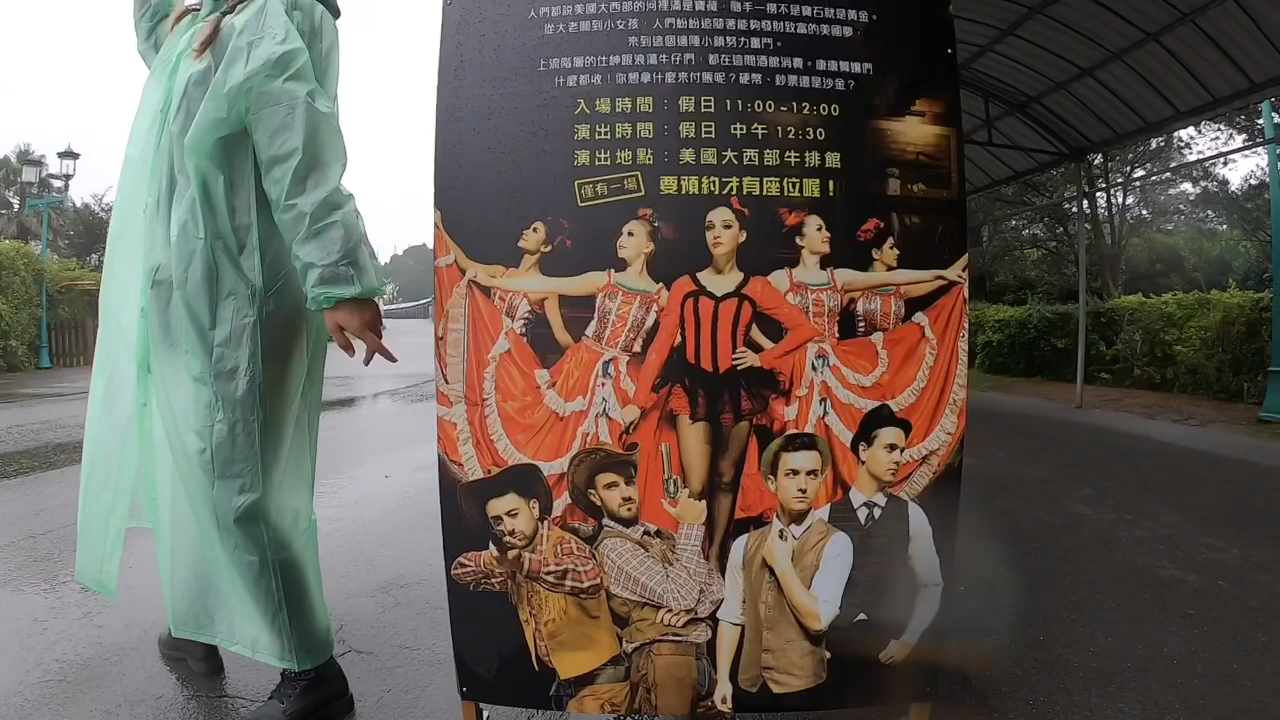 人們都説美國大西部的河裡滿是寶藏，隨手一撈不是寶石就是黃金。
從大老闆到小女孩，人們紛紛追隨著能夠發財致富的美國夢，
來到這個邊陲小鎮努力奮鬥。
上流階層的仕紳跟浪蕩牛仔們，都在這間酒館消費。康康舞孃們
什麼都收！你想拿什麼來付賬呢？硬幣、鈔票還是沙金？
入場時間：假日 11:00~12:00
演出時間：假日 中午 12:30
演出地點：美國大西部牛排館
僅有一場 要預約才有座位喔！